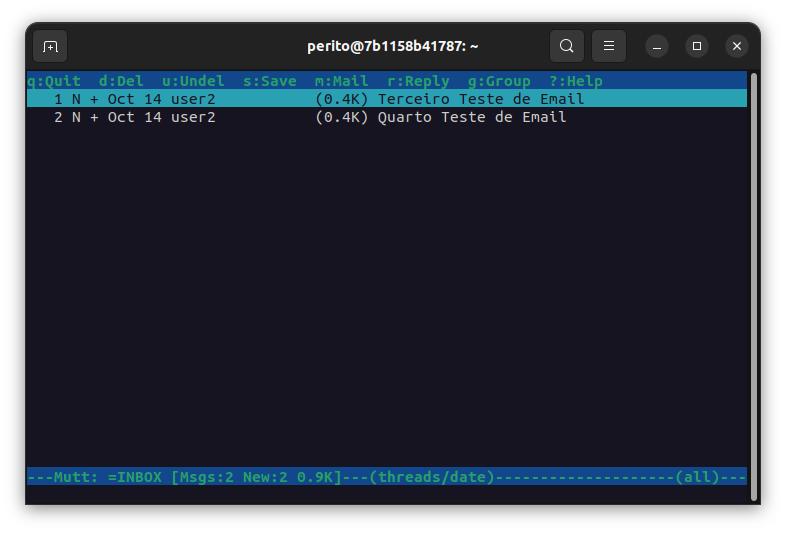 perito@7b1158b41787: ~
q:Quit  d:Del  u:Undel  s:Save  m:Mail  r:Reply  g:Group  ?:Help
   1 N + Oct 14 user2           (0.4K) Terceiro Teste de Email
   2 N + Oct 14 user2           (0.4K) Quarto Teste de Email
---Mutt: =INBOX [Msgs:2 New:2 0.9K]---(threads/date)--------------------(all)---